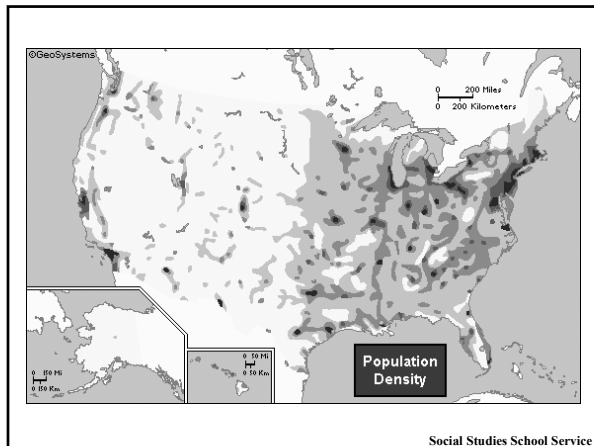 ©GeoSystems
0 200 Miles
0 200 Kilometers
0 150 Mi
0 150 Km
0 50 Mi
0 50 Km
Population
Density
Social Studies School Service